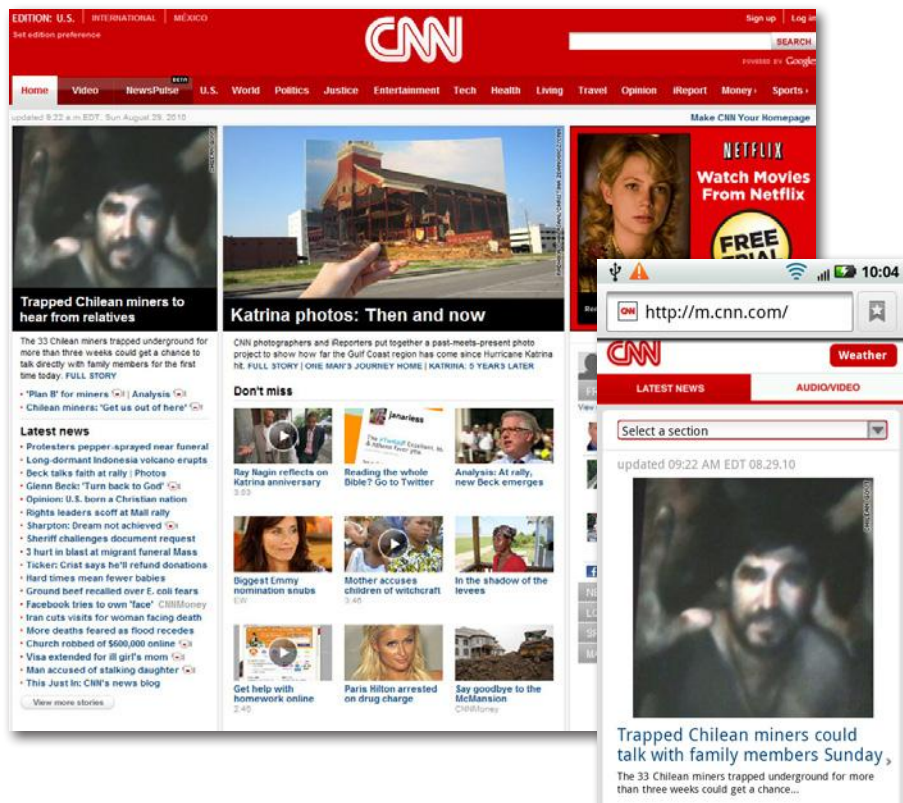 EDITION: U.S. INTERNATIONAL MÉXICO
Set edition preference
CNN
Sign up Log in
SEARCH
POWERED BY Google
Home Video NewsPulse BETA U.S. World Politics Justice Entertainment Tech Health Living Travel Opinion iReport Money Sports
updated 9:22 a.m. EDT, Sun August 29, 2010
Make CNN Your Homepage
CHILEAN GOVT
Trapped Chilean miners to
hear from relatives
The 33 Chilean miners trapped underground for
more than three weeks could get a chance to
talk directly with family members for the first
time today. FULL STORY
• 'Plan B' for miners | Analysis
• Chilean miners: 'Get us out of here'
Latest news
• Protesters pepper-sprayed near funeral
• Long-dormant Indonesia volcano erupts
• Beck talks faith at rally | Photos
• Glenn Beck: 'Turn back to God'
• Opinion: U.S. born a Christian nation
• Rights leaders scoff at Mall rally
• Sharpton: Dream not achieved
• Sheriff challenges document request
• 3 hurt in blast at migrant funeral Mass
• Ticker: Crist says he'll refund donations
• Hard times mean fewer babies
• Ground beef recalled over E. coli fears
• Facebook tries to own 'face' CNNMoney
• Iran cuts visits for woman facing death
• More deaths feared as flood recedes
• Church robbed of $600,000 online
• Visa extended for ill girl's mom
• Man accused of stalking daughter
• This Just In: CNN's news blog
View more stories
Katrina photos: Then and now
CNN photographers and iReporters put together a past-meets-present photo
project to show how far the Gulf Coast region has come since Hurricane Katrina
hit. FULL STORY | ONE MAN'S JOURNEY HOME | KATRINA: 5 YEARS LATER
Don't miss
janariess
Ray Nagin reflects on
Katrina anniversary
3:03
Reading the whole
Bible? Go to Twitter
Analysis: At rally,
new Beck emerges
Biggest Emmy
nomination snubs
EW
Mother accuses
children of witchcraft
3:46
In the shadow of the
levees
Get help with
homework online
2:45
Paris Hilton arrested
on drug charge
Say goodbye to the
McMansion
CNNMoney
NETFLIX
Watch Movies
From Netflix
FREE
10:04
http://m.cnn.com/
CNN
Weather
LATEST NEWS AUDIO/VIDEO
Select a section
updated 09:22 AM EDT 08.29.10
CHILEAN GOVT
Trapped Chilean miners could
talk with family members Sunday
The 33 Chilean miners trapped underground for more
than three weeks could get a chance...